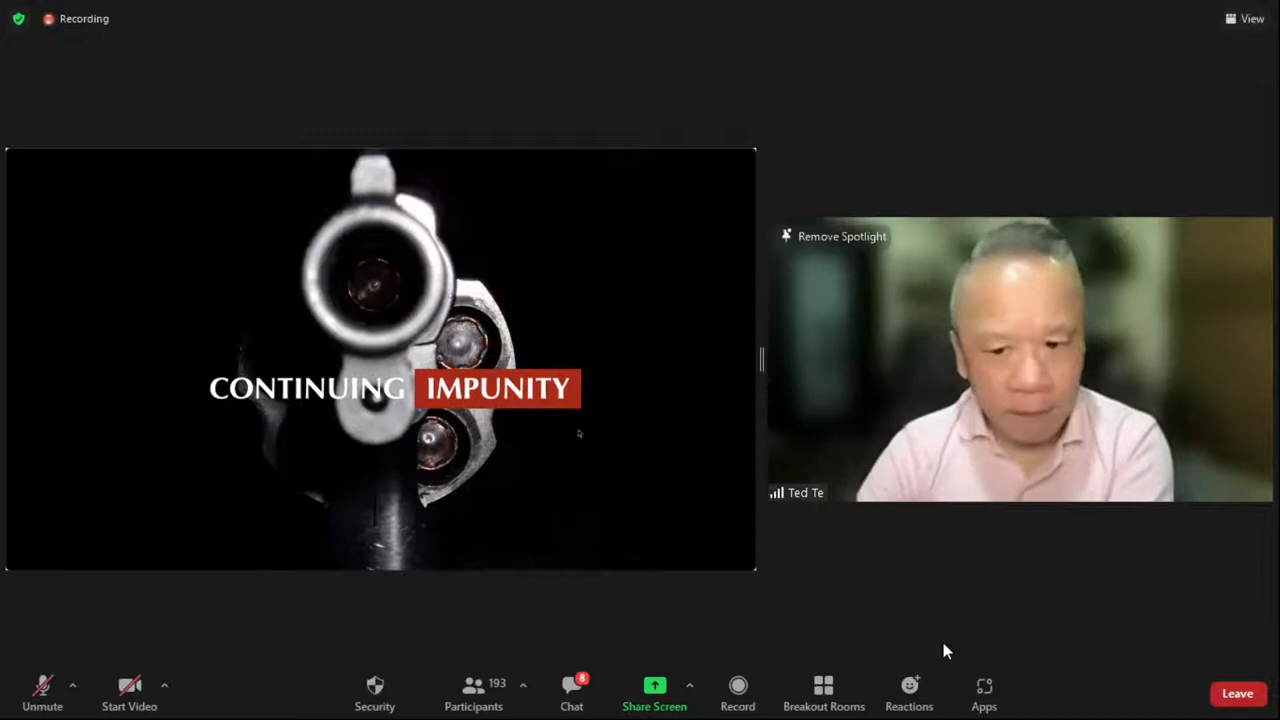 Recording
View
CONTINUING IMPUNITY
Remove Spotlight
Ted Te
Unmute
Start Video
Security
193
Participants
8
Chat
Share Screen
Record
Breakout Rooms
Reactions
Apps
Leave